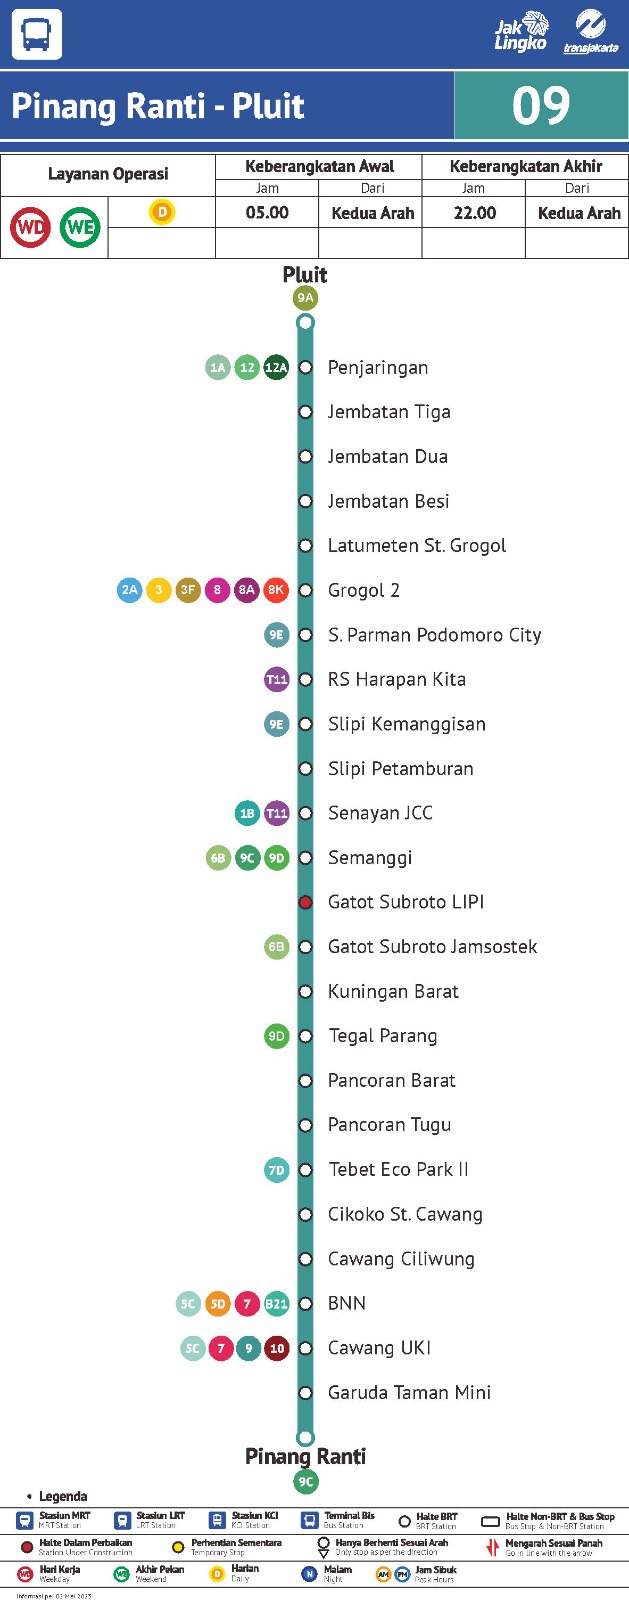 Jak
Lingko
transjakarta
Pinang Ranti - Pluit
09
Layanan Operasi
Keberangkatan Awal
Keberangkatan Akhir
Jam
Dari
Jam
Dari
WD
WE
D
05.00
Kedua Arah
22.00
Kedua Arah
Pluit
9A
1A 12 12A Penjaringan
Jembatan Tiga
Jembatan Dua
Jembatan Besi
Latumeten St. Grogol
2A 3 3F 8 8A 8K Grogol 2
9E S. Parman Podomoro City
T11 RS Harapan Kita
9E Slipi Kemanggisan
Slipi Petamburan
1B T11 Senayan JCC
6B 9C 9D Semanggi
Gatot Subroto LIPI
6B Gatot Subroto Jamsostek
Kuningan Barat
9D Tegal Parang
Pancoran Barat
Pancoran Tugu
7D Tebet Eco Park II
Cikoko St. Cawang
Cawang Ciliwung
5C 5D 7 B21 BNN
5C 7 9 10 Cawang UKI
Garuda Taman Mini
Pinang Ranti
9C
• Legenda
Stasiun MRT
MRT Station
Stasiun LRT
LRT Station
Stasiun KCI
KCI Station
Terminal Bis
Bus Station
Halte BRT
BRT Station
Halte Non-BRT & Bus Stop
Bus Stop & Non-BRT Station
Halte Dalam Perbaikan
Station Under Construction
Perhentian Sementara
Temporary Stop
Hanya Berhenti Sesuai Arah
Only stop as per the direction
Mengarah Sesuai Panah
Go in line with the arrow
WD Hari Kerja
Weekday
WE Akhir Pekan
Weekend
D Harian
Daily
N Malam
Night
AM PM Jam Sibuk
Peak Hours
Informasi per 03 Mei 2023